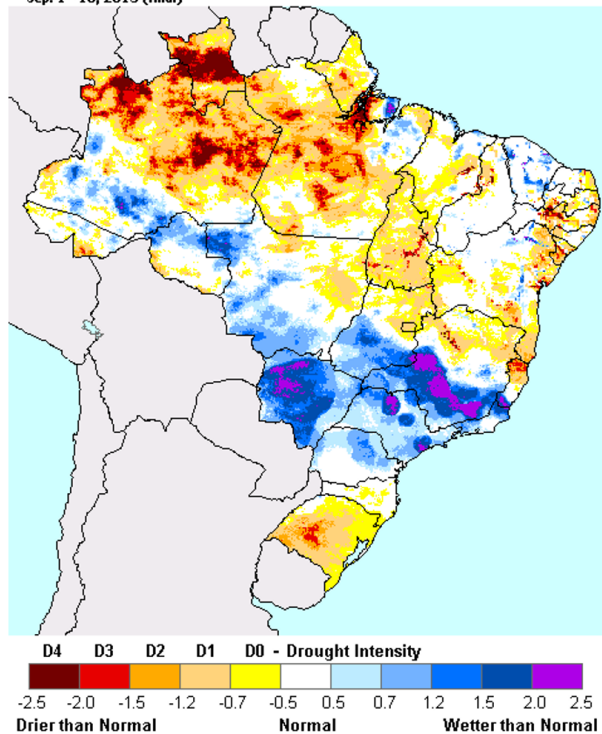 D4 D3 D2 D1 D0 - Drought Intensity
-2.5 -2.0 -1.5 -1.2 -0.7 -0.5 0.5 0.7 1.2 1.5 2.0 2.5
Drier than Normal Normal Wetter than Normal